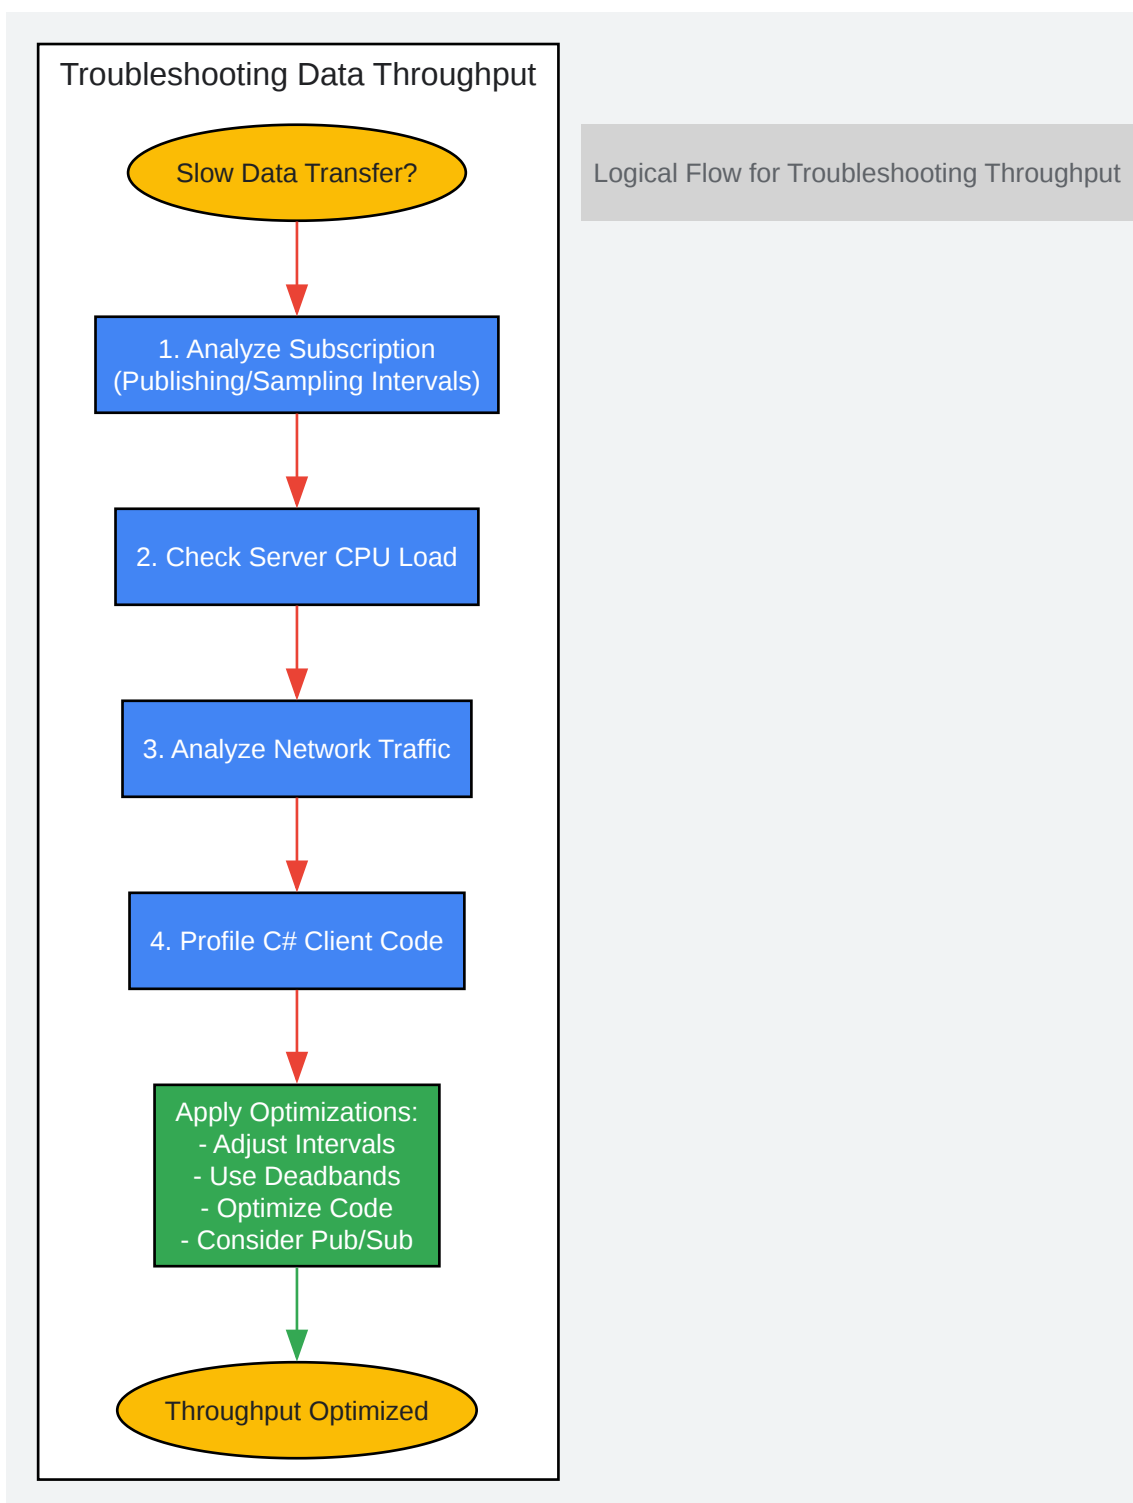 Troubleshooting Data Throughput
Slow Data Transfer?
Logical Flow for Troubleshooting Throughput
1. Analyze Subscription
(Publishing/Sampling Intervals)
2. Check Server CPU Load
3. Analyze Network Traffic
4. Profile C# Client Code
Apply Optimizations:
- Adjust Intervals
- Use Deadbands
- Optimize Code
- Consider Pub/Sub
Throughput Optimized